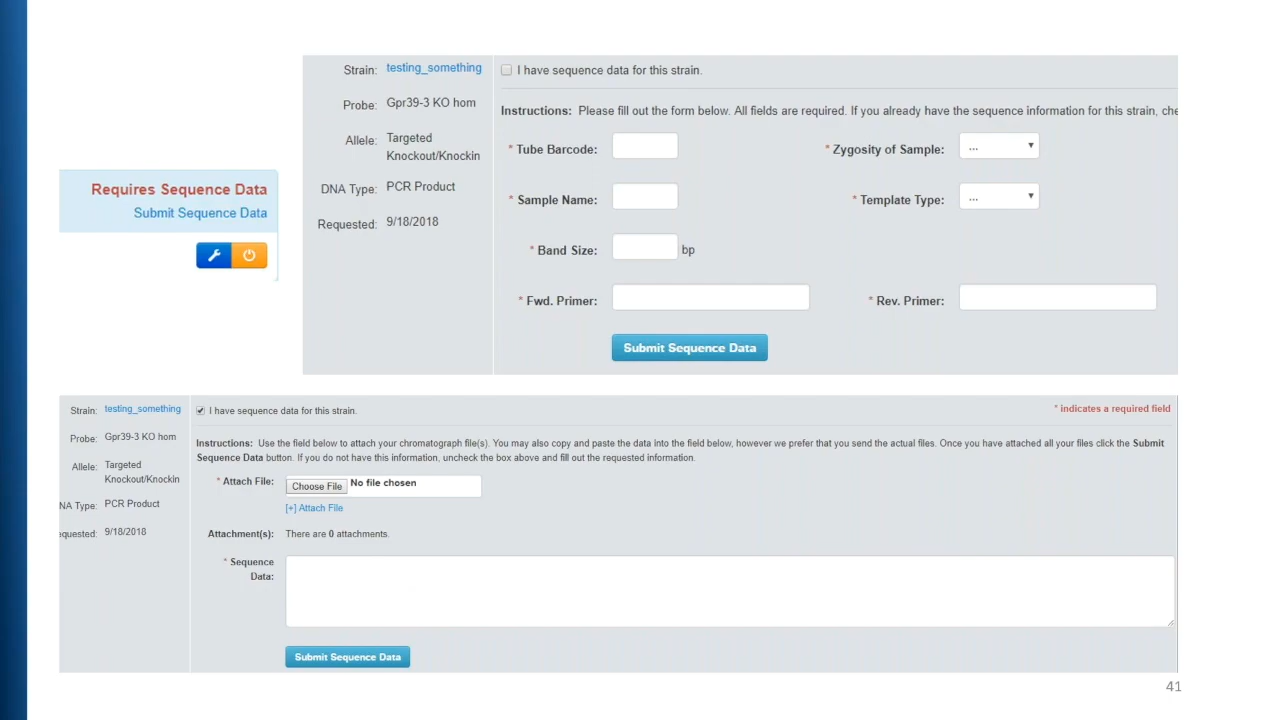 Requires Sequence Data
Submit Sequence Data
Strain: testing_something
Probe: Gpr39-3 KO hom
Allele: Targeted
Knockout/Knockin
DNA Type: PCR Product
Requested: 9/18/2018
I have sequence data for this strain.
Instructions: Please fill out the form below. All fields are required. If you already have the sequence information for this strain, che
* Tube Barcode:
* Zygosity of Sample: ...
* Sample Name:
* Template Type: ...
* Band Size: bp
* Fwd. Primer:
* Rev. Primer:
Submit Sequence Data
Strain: testing_something
Probe: Gpr39-3 KO hom
Allele: Targeted
Knockout/Knockin
NA Type: PCR Product
equested: 9/18/2018
I have sequence data for this strain.
* indicates a required field
Instructions: Use the field below to attach your chromatograph file(s). You may also copy and paste the data into the field below, however we prefer that you send the actual files. Once you have attached all your files click the Submit
Sequence Data button. If you do not have this information, uncheck the box above and fill out the requested information.
* Attach File: Choose File No file chosen
[+] Attach File
Attachment(s): There are 0 attachments.
* Sequence
Data:
Submit Sequence Data
41